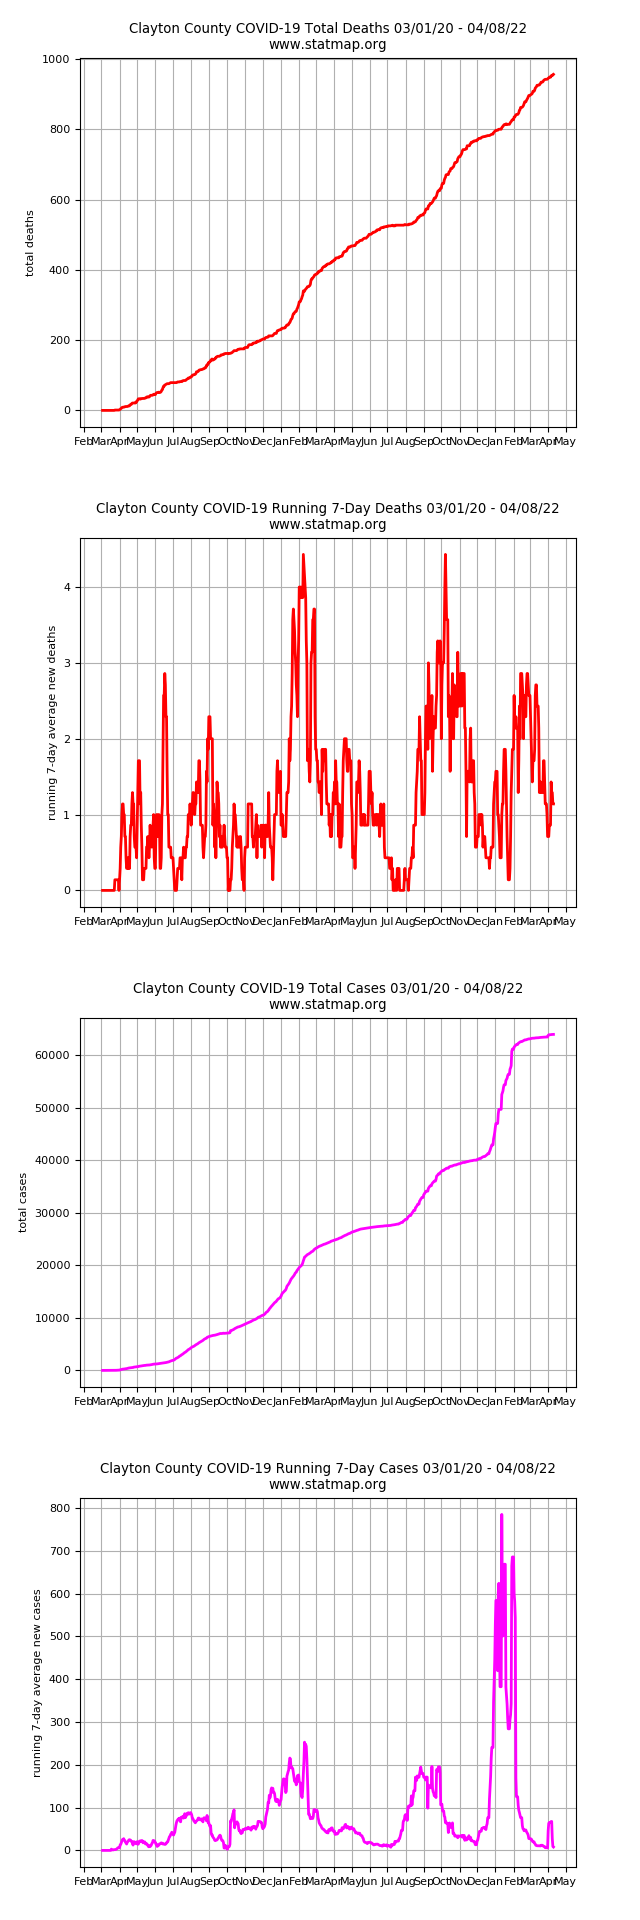 Clayton County COVID-19 Total Deaths 03/01/20 - 04/08/22
www.statmap.org
1000
800
600
400
200
0
total deaths
Feb Mar Apr May Jun Jul Aug Sep Oct Nov Dec Jan Feb Mar Apr May Jun Jul Aug Sep Oct Nov Dec Jan Feb Mar Apr May
Clayton County COVID-19 Running 7-Day Deaths 03/01/20 - 04/08/22
www.statmap.org
4
3
2
1
0
running 7-day average new deaths
Feb Mar Apr May Jun Jul Aug Sep Oct Nov Dec Jan Feb Mar Apr May Jun Jul Aug Sep Oct Nov Dec Jan Feb Mar Apr May
Clayton County COVID-19 Total Cases 03/01/20 - 04/08/22
www.statmap.org
60000
50000
40000
30000
20000
10000
0
total cases
Feb Mar Apr May Jun Jul Aug Sep Oct Nov Dec Jan Feb Mar Apr May Jun Jul Aug Sep Oct Nov Dec Jan Feb Mar Apr May
Clayton County COVID-19 Running 7-Day Cases 03/01/20 - 04/08/22
www.statmap.org
800
700
600
500
400
300
200
100
0
running 7-day average new cases
Feb Mar Apr May Jun Jul Aug Sep Oct Nov Dec Jan Feb Mar Apr May Jun Jul Aug Sep Oct Nov Dec Jan Feb Mar Apr May